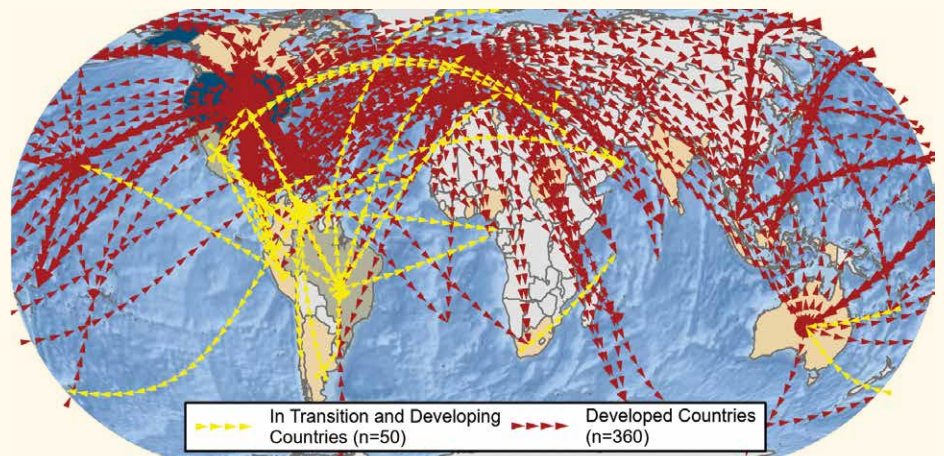 In Transition and Developing
Countries (n=50)
Developed Countries
(n=360)